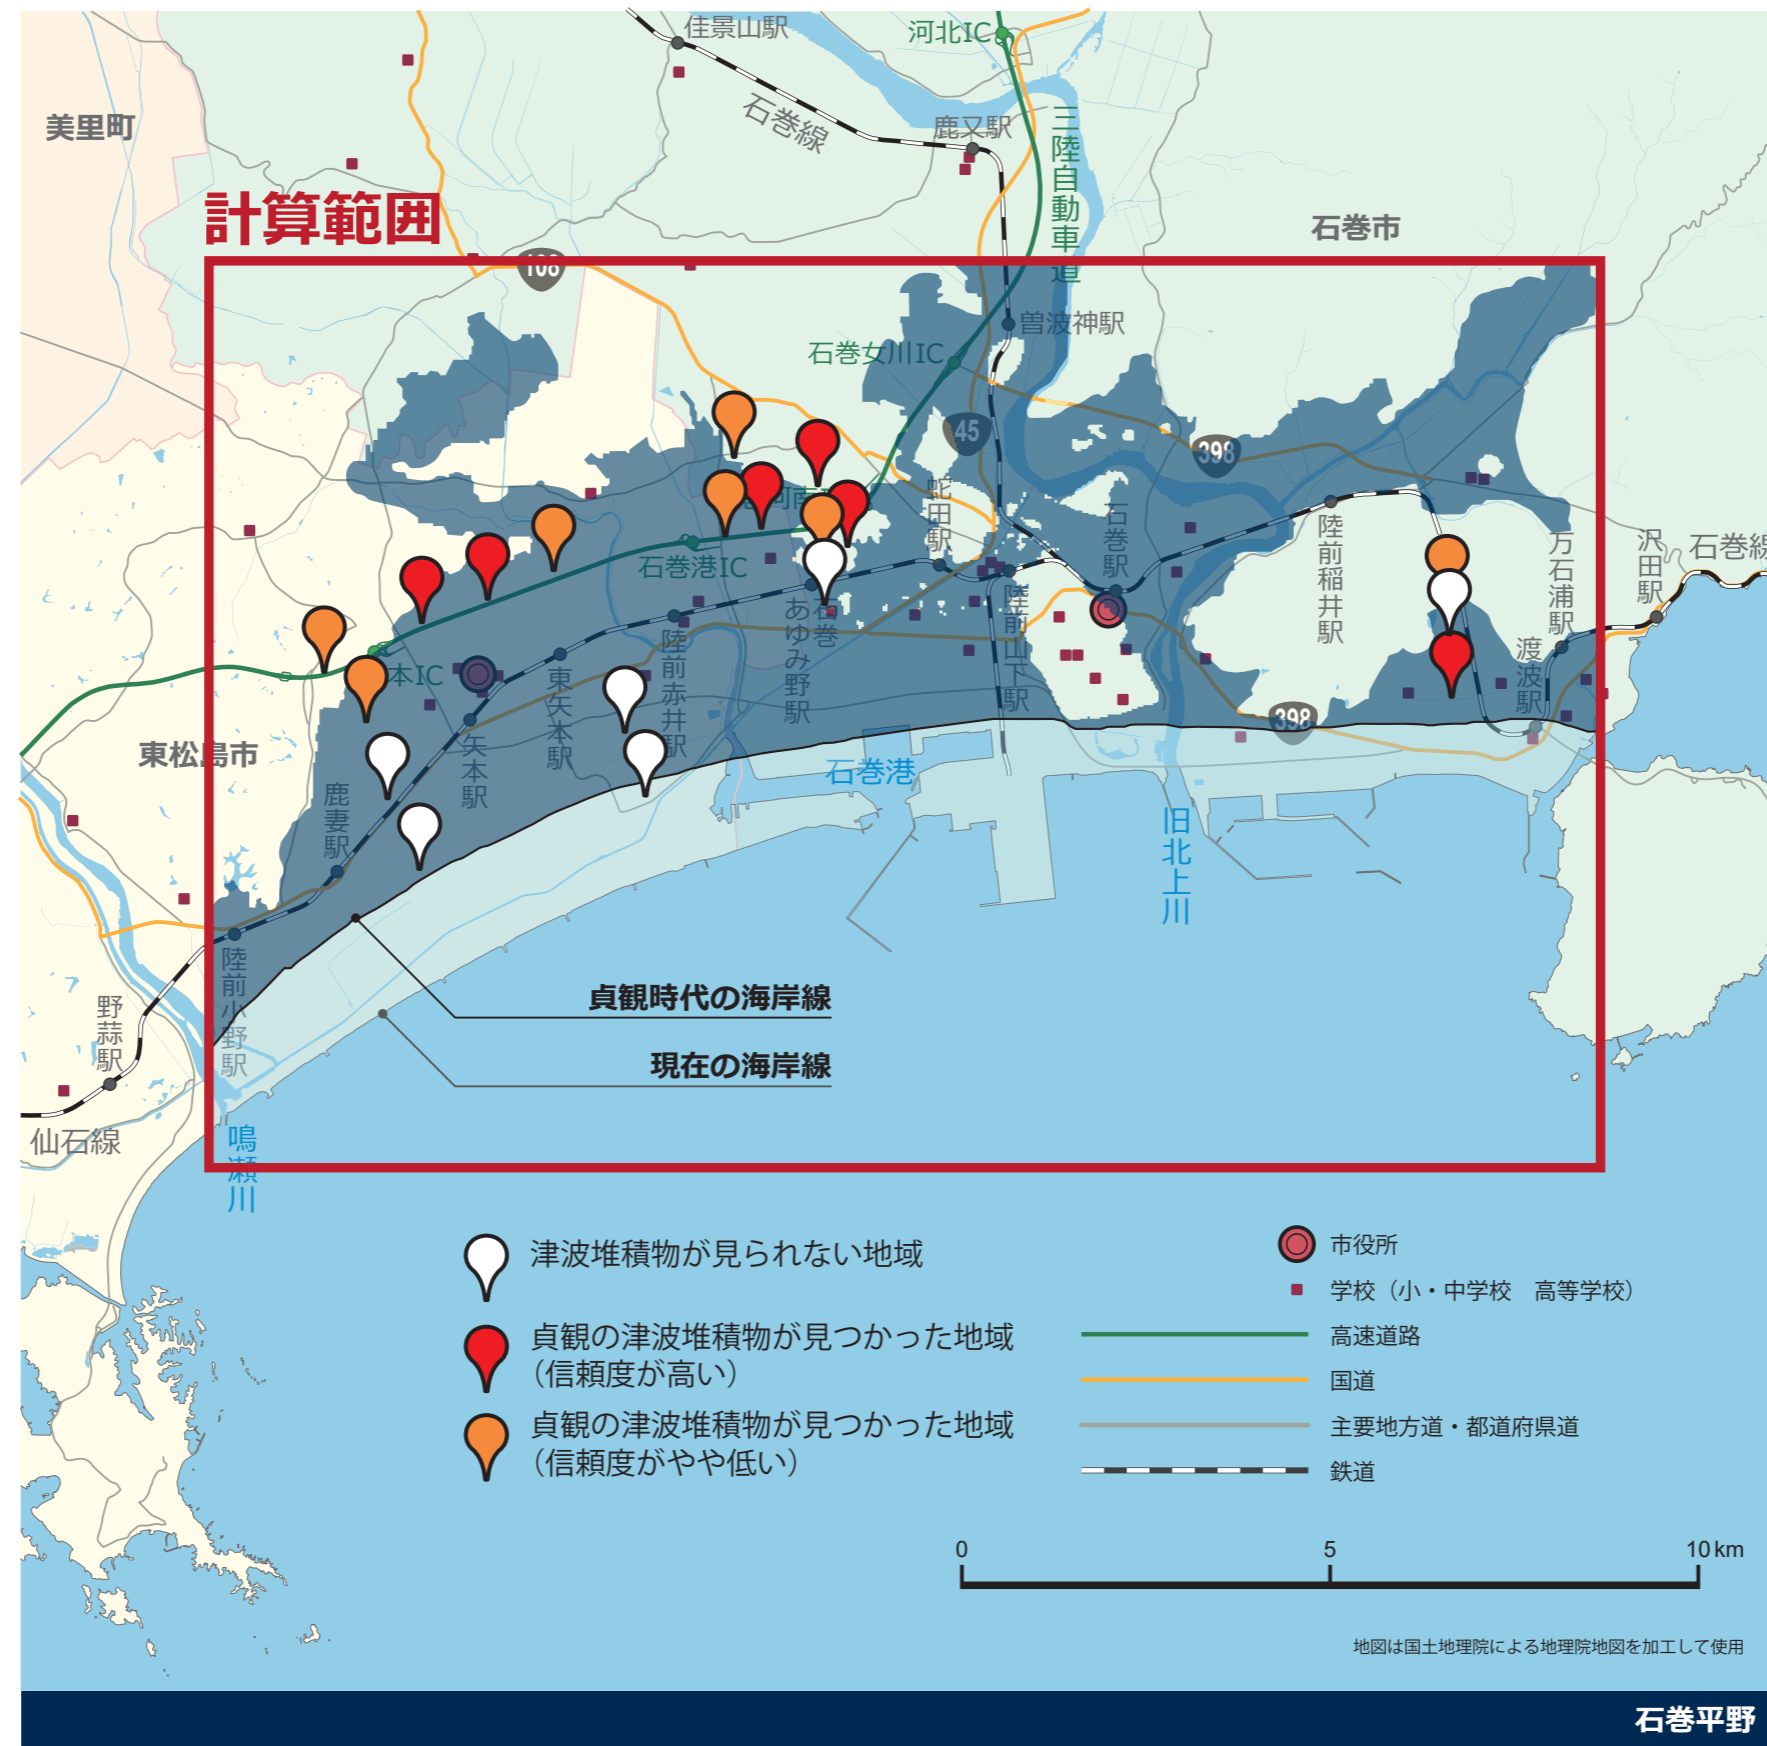 佳景山駅
河北IC
石巻線
鹿又駅
三陸自動車道
美里町
計算範囲
石巻市
108
曽波神駅
石巻女川IC
45
398
蛇田駅
石巻駅
陸前稲井駅
万石浦駅
沢田駅
石巻線
石巻港IC
石巻あゆみ野駅
陸前山下駅
渡波駅
本IC
陸前赤井駅
東矢本駅
矢本駅
398
東松島市
鹿妻駅
石巻港
旧北上川
陸前小野駅
野蒜駅
貞観時代の海岸線
現在の海岸線
仙石線
鳴瀬川
津波堆積物が見られない地域
貞観の津波堆積物が見つかった地域
（信頼度が高い）
貞観の津波堆積物が見つかった地域
（信頼度がやや低い）
市役所
学校（小・中学校　高等学校）
高速道路
国道
主要地方道・都道府県道
鉄道
0 5 10 km
地図は国土地理院による地理院地図を加工して使用
石巻平野